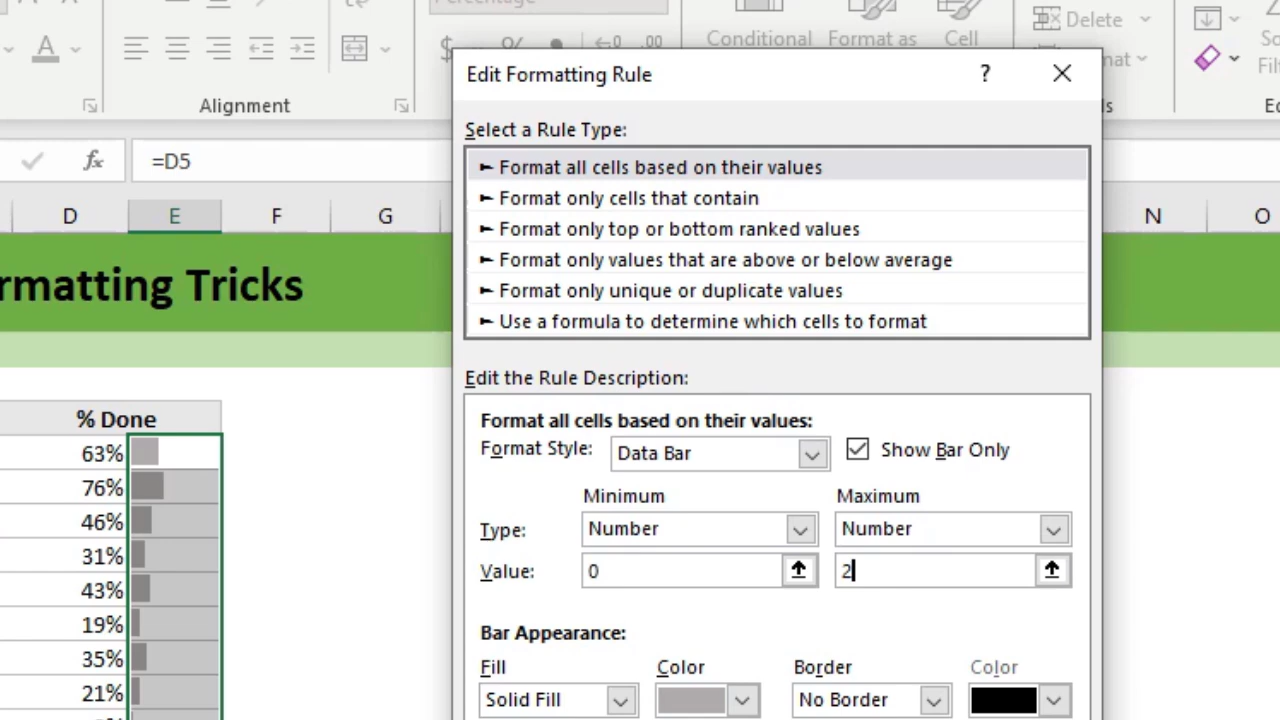 Percentage
Delete
$ % .00
Conditional Format as Cell
Alignment
fx =D5
D E F G N O
rmatting Tricks
% Done
63%
76%
46%
31%
43%
19%
35%
21%
Edit Formatting Rule ?
Select a Rule Type:
► Format all cells based on their values
► Format only cells that contain
► Format only top or bottom ranked values
► Format only values that are above or below average
► Format only unique or duplicate values
► Use a formula to determine which cells to format
Edit the Rule Description:
Format all cells based on their values:
Format Style: Data Bar Show Bar Only
Minimum Maximum
Type: Number Number
Value: 0 2
Bar Appearance:
Fill Color Border Color
Solid Fill No Border